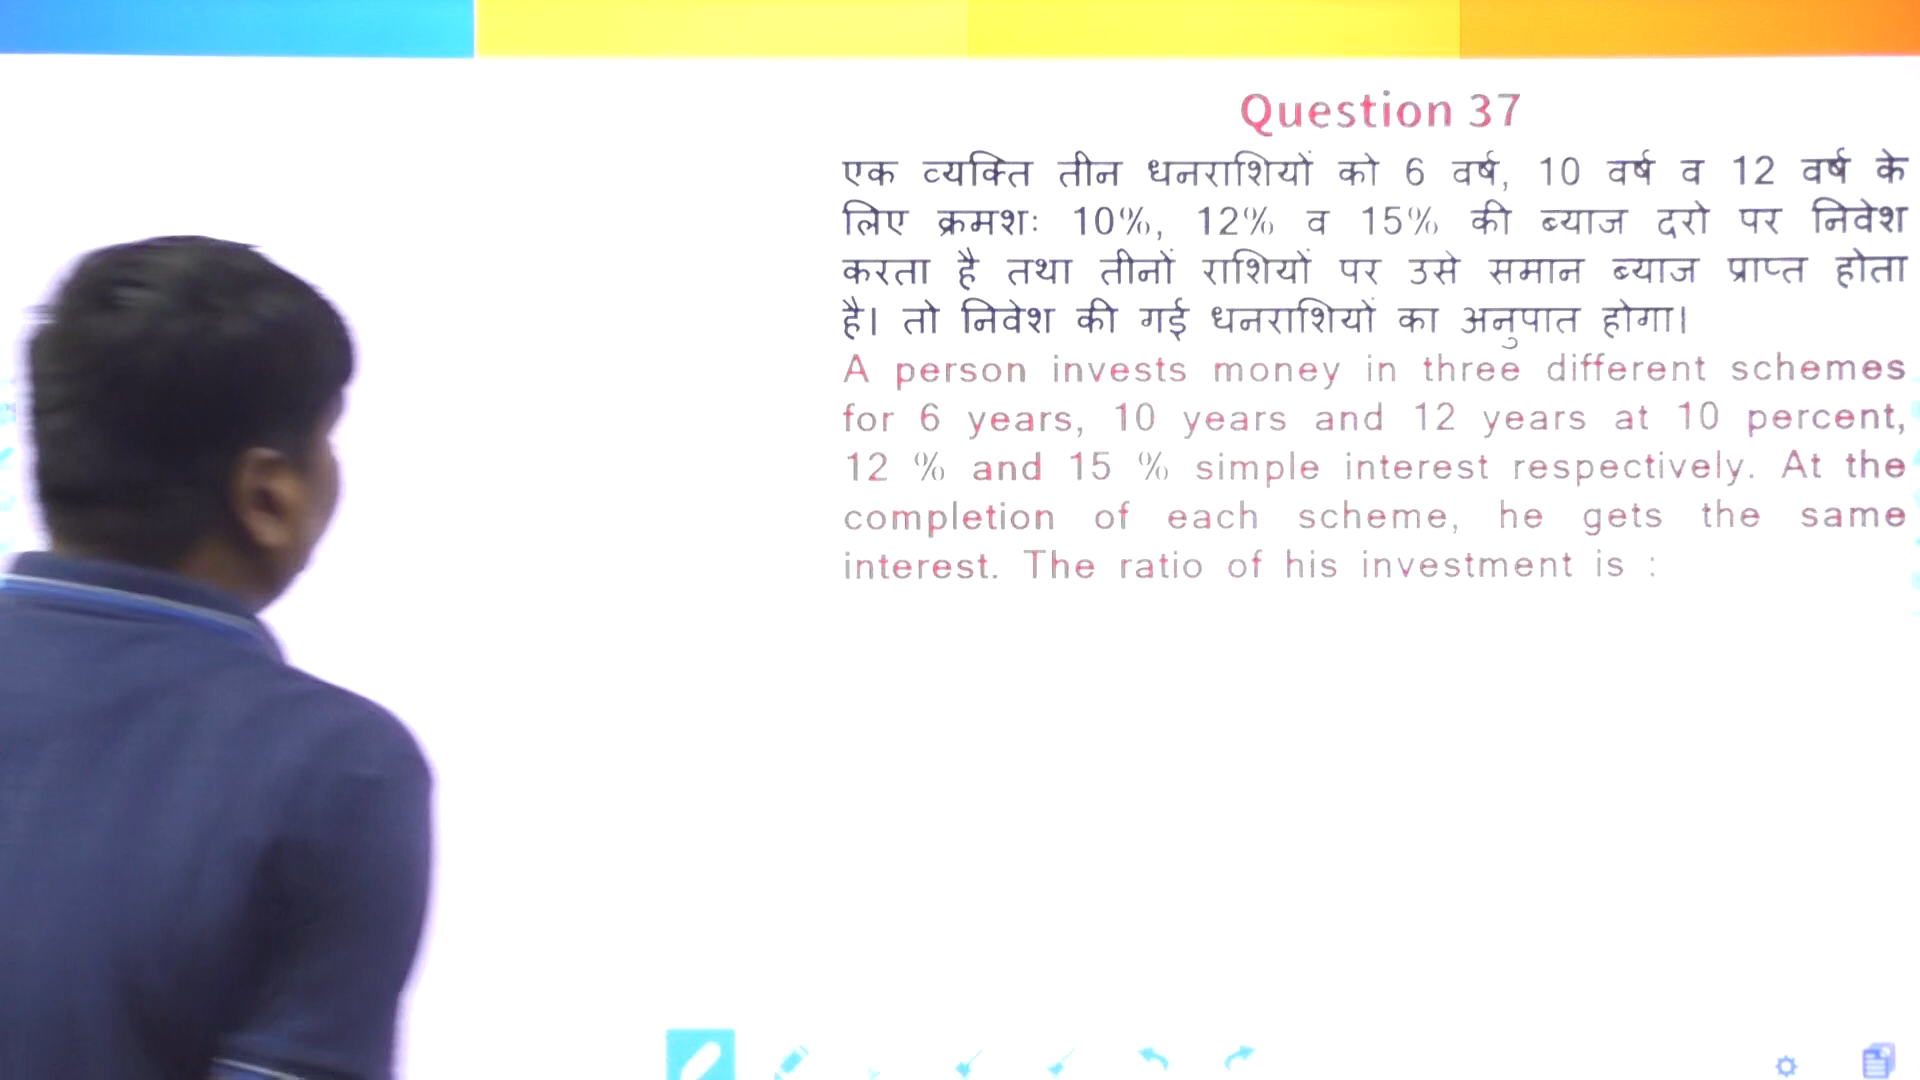 Question 37
एक व्यक्ति तीन धनराशियों को 6 वर्ष, 10 वर्ष व 12 वर्ष के
लिए क्रमशः 10%, 12% व 15% की ब्याज दरो पर निवेश
करता है तथा तीनों राशियों पर उसे समान ब्याज प्राप्त होता
है। तो निवेश की गई धनराशियों का अनुपात होगा।
A person invests money in three different schemes
for 6 years, 10 years and 12 years at 10 percent,
12 % and 15 % simple interest respectively. At the
completion of each scheme, he gets the same
interest. The ratio of his investment is :